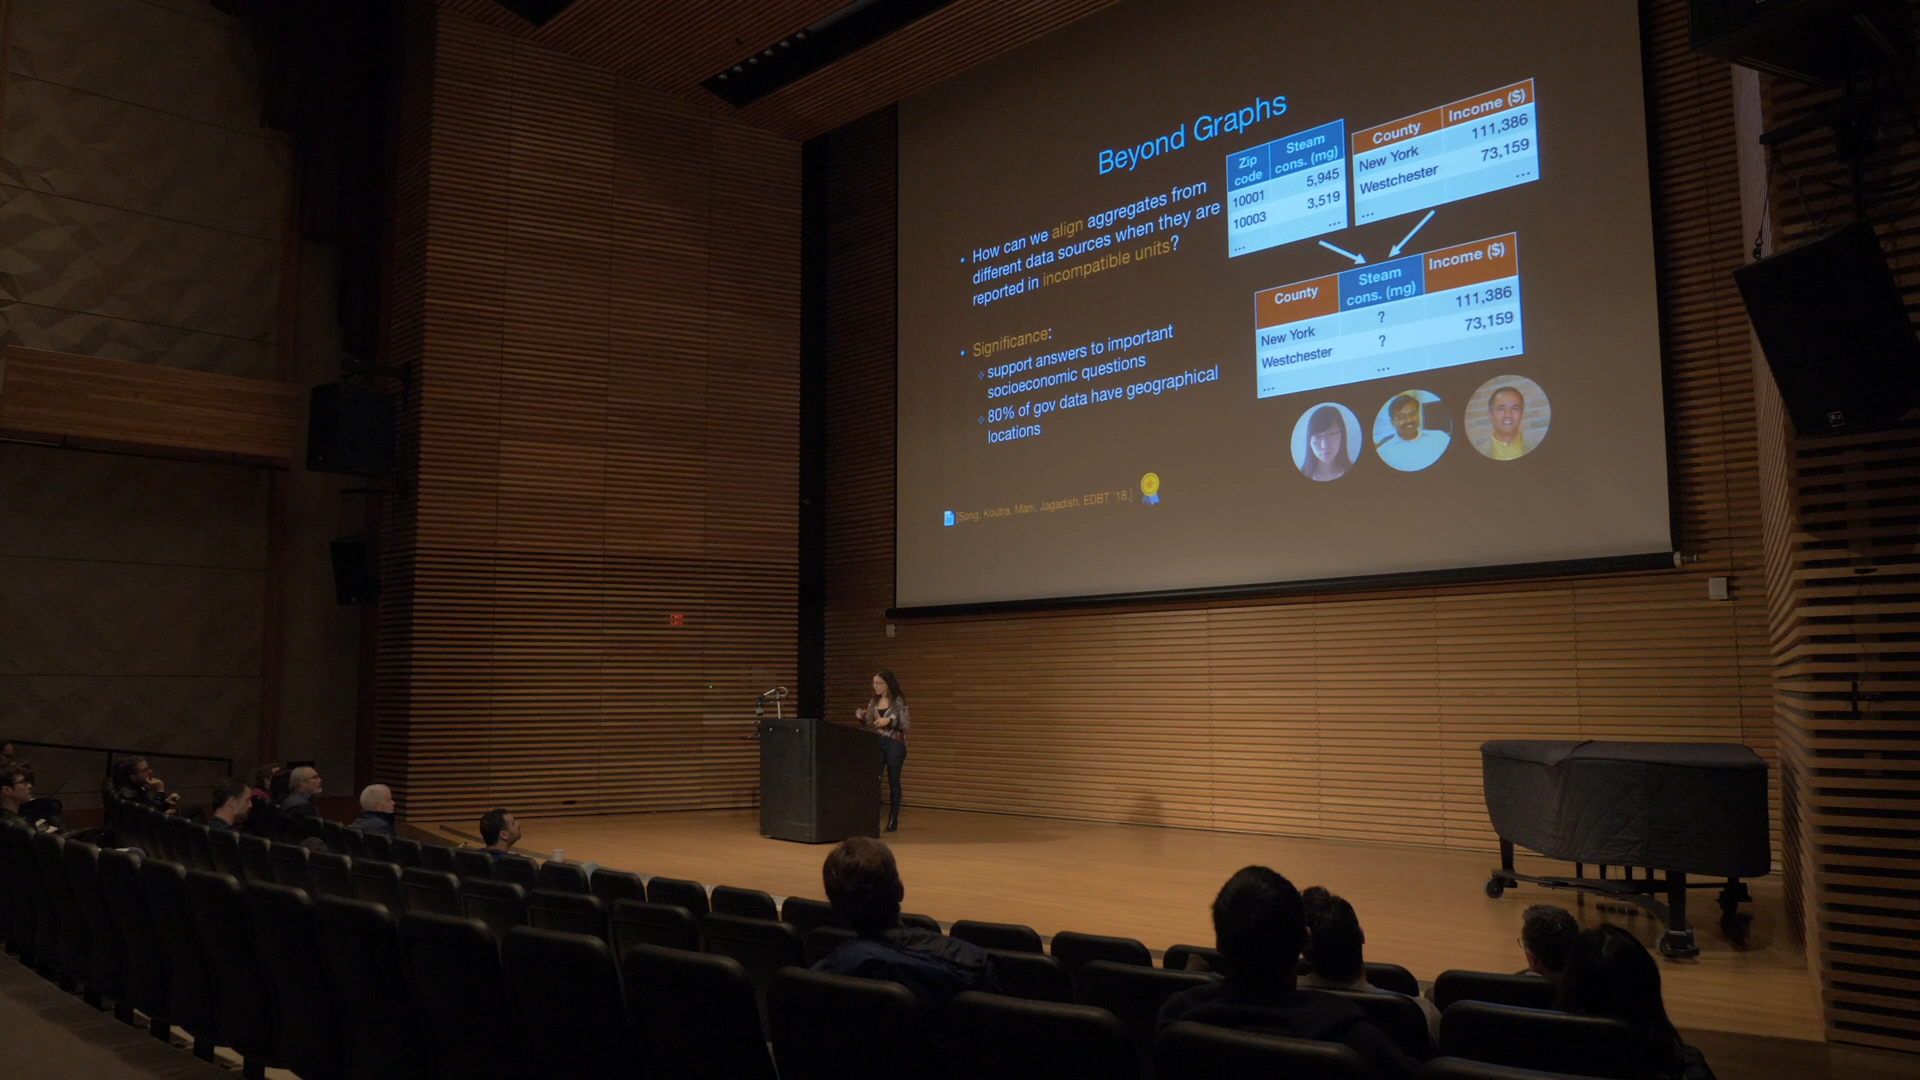 Beyond Graphs
• How can we align aggregates from
different data sources when they are
reported in incompatible units?
• Significance:
support answers to important
socioeconomic questions
80% of gov data have geographical
locations
[Song, Koutra, Mani, Jagadish, EDBT '18.]
Zip code Steam cons. (mg)
10001 5,945
10003 3,519
... ...
County Income ($)
New York 111,386
Westchester 73,159
... ...
County Steam cons. (mg) Income ($)
New York ? 111,386
Westchester ? 73,159
... ... ...